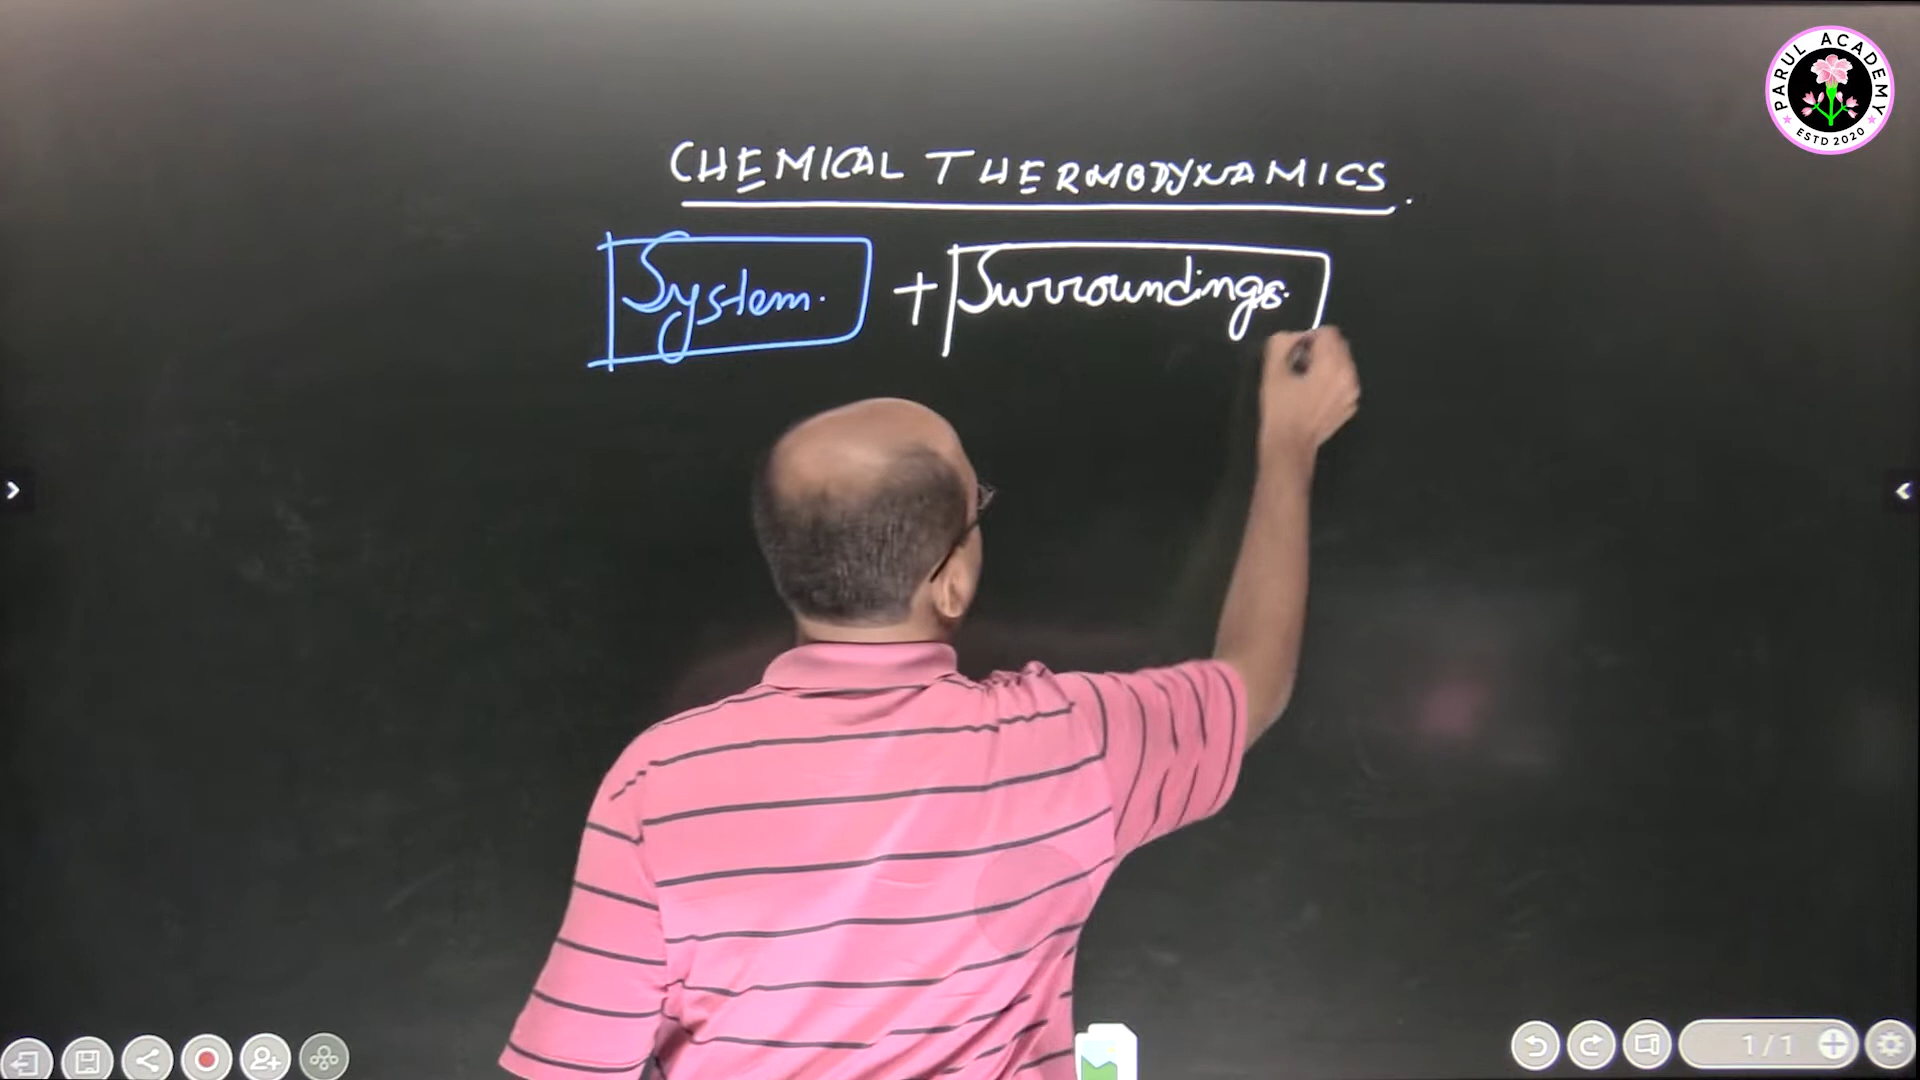 PARUL ACADEMY
ESTD 2020
CHEMICAL THERMODYNAMICS.
System. + Surroundings.
1/1